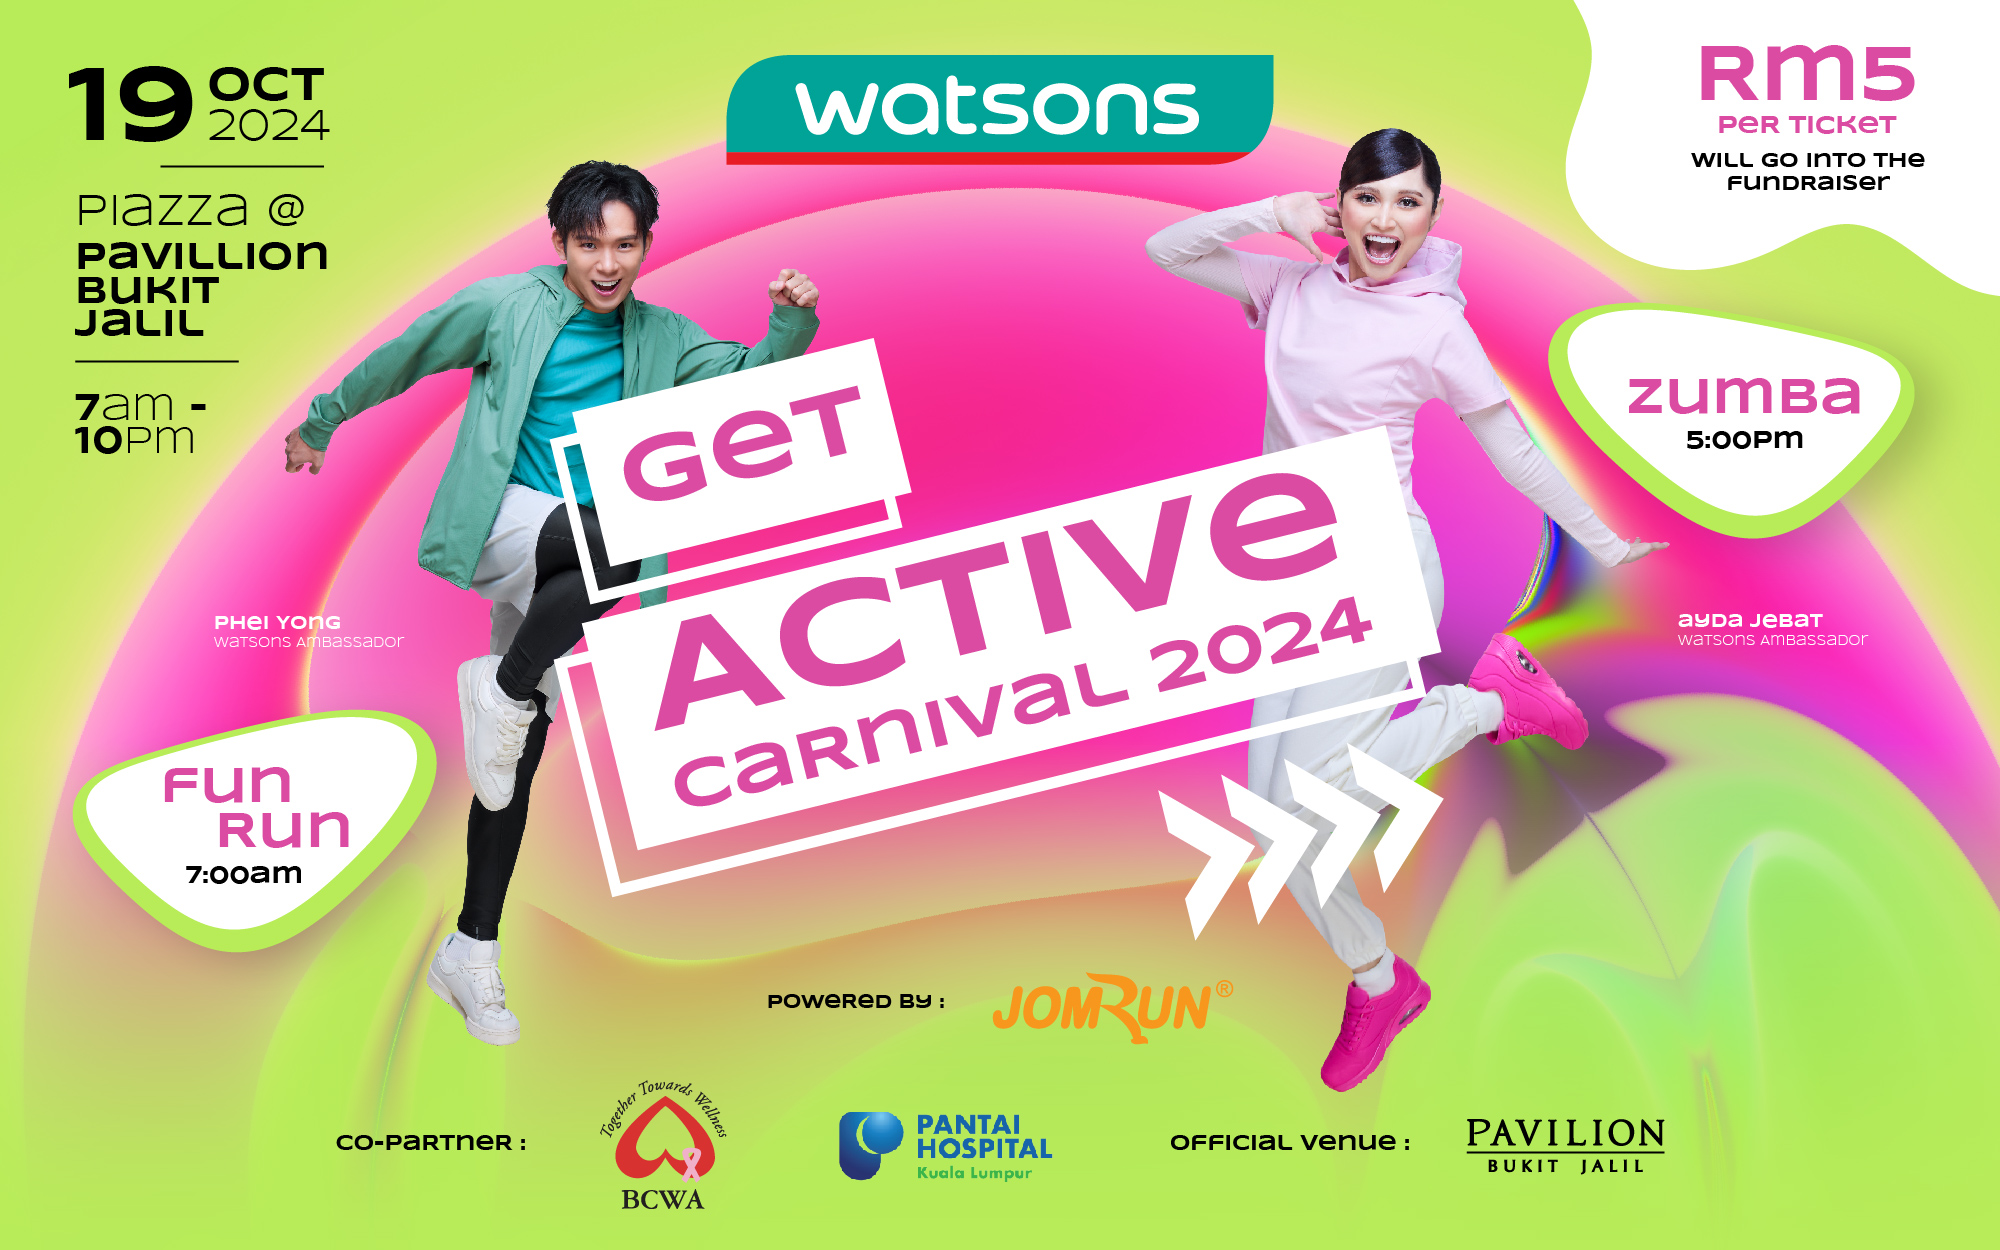 19 OCT
2024
PIAZZA @
PAVILLION
BUKIT
JALIL
7am -
10pm
watsons
RM5
PER TICKET
WILL GO INTO THE
FUNDRAISER
ZUMBA
5:00pm
GET
ACTIVE
CARNIVAL 2024
PHEI YONG
WATSONS AMBASSADOR
AYDA JEBAT
WATSONS AMBASSADOR
FUN
RUN
7:00am
POWERED BY :
JOMRUN®
CO-PARTNER :
Together Towards Wellness
BCWA
PANTAI
HOSPITAL
Kuala Lumpur
OFFICIAL VENUE :
PAVILION
BUKIT JALIL